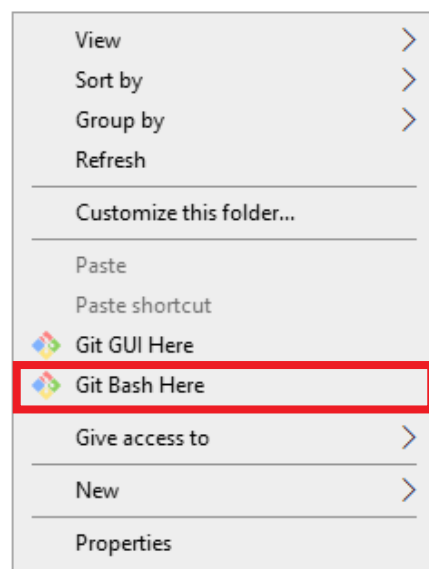 View
Sort by
Group by
Refresh
Customize this folder...
Paste
Paste shortcut
Git GUI Here
Git Bash Here
Give access to
New
Properties